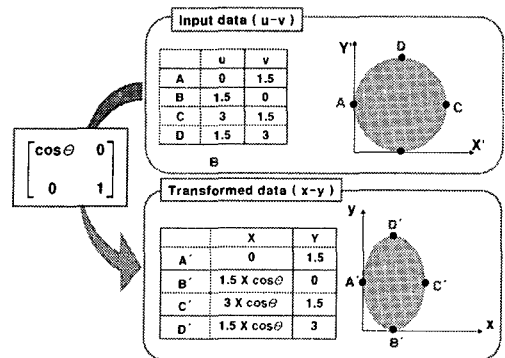 Input data ( u-v )
u v
A 0 1.5
B 1.5 0
C 3 1.5
D 1.5 3
B
Y'
D
A
C
X'
cosθ 0
0 1
Transformed data ( x-y )
X Y
A' 0 1.5
B' 1.5 X cosθ 0
C' 3 X cosθ 1.5
D' 1.5 X cosθ 3
y
D'
A'
C'
x
B'